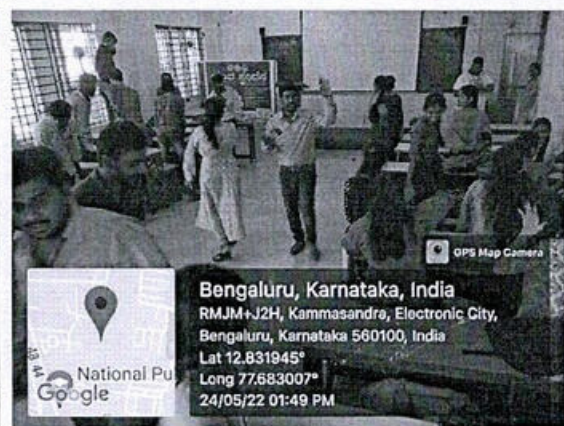 GPS Map Camera
Bengaluru, Karnataka, India
RMJM+J2H, Kammasandra, Electronic City,
Bengaluru, Karnataka 560100, India
Lat 12.831945°
Long 77.683007°
24/05/22 01:49 PM
National Pu
Google